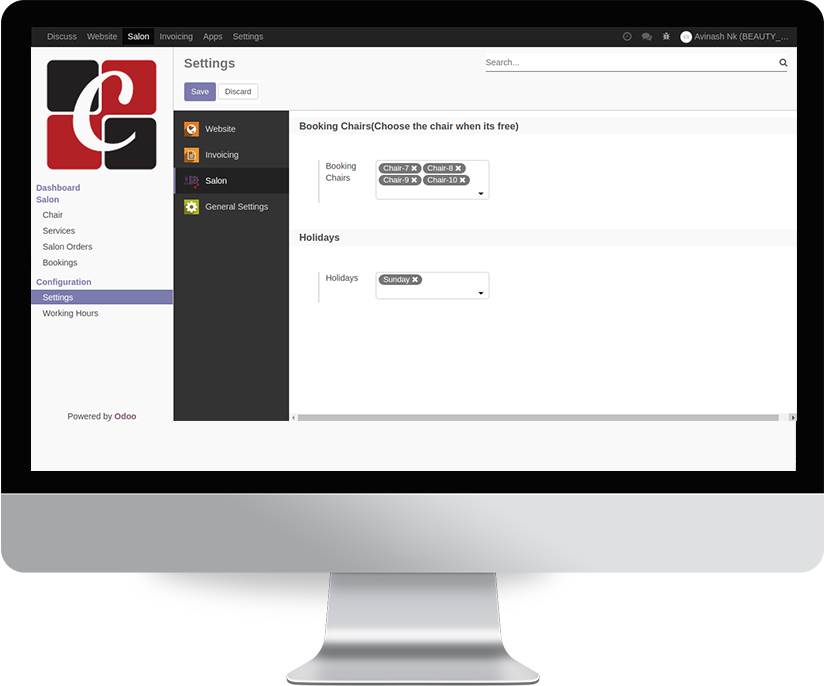 Discuss Website Salon Invoicing Apps Settings Avinash Nk (BEAUTY_...
C
Settings
Search...
Save Discard
Dashboard
Salon
Chair
Services
Salon Orders
Bookings
Configuration
Settings
Working Hours
Powered by Odoo
Website
Invoicing
Salon
General Settings
Booking Chairs(Choose the chair when its free)
Booking Chairs
Chair-7 Chair-8
Chair-9 Chair-10
Holidays
Holidays Sunday